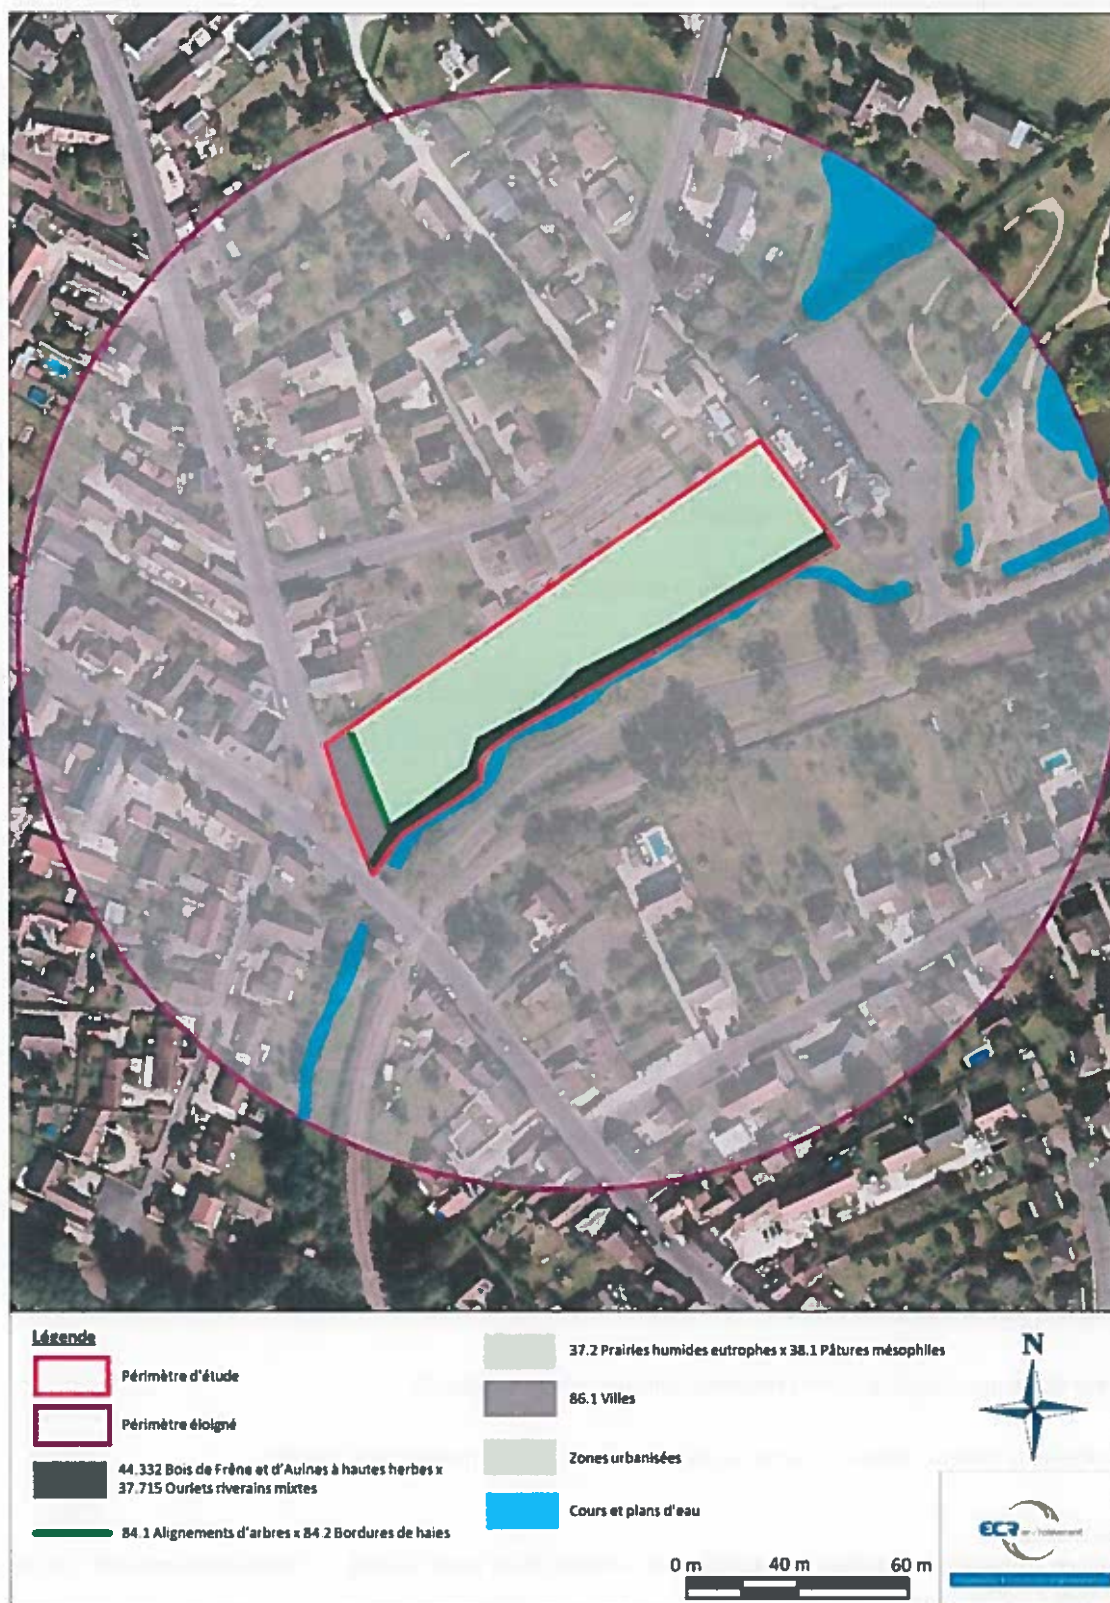 Légende
Périmètre d'étude
Périmètre éloigné
44.332 Bois de Frêne et d'Aulnes à hautes herbes x
37.715 Ourlets riverains mixtes
84.1 Alignements d'arbres x 84.2 Bordures de haies
37.2 Prairies humides eutrophes x 38.1 Pâtures mésophiles
86.1 Villes
Zones urbanisées
Cours et plans d'eau
N
ECR environnement
0 m 40 m 60 m